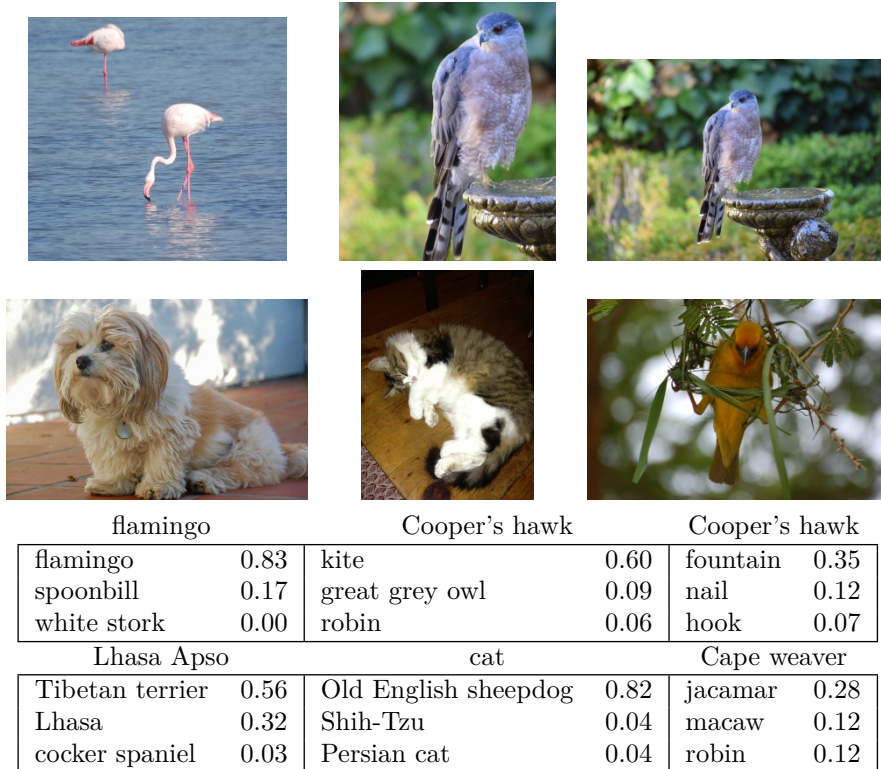 flamingo Cooper's hawk Cooper's hawk
flamingo 0.83 kite 0.60 fountain 0.35
spoonbill 0.17 great grey owl 0.09 nail 0.12
white stork 0.00 robin 0.06 hook 0.07
Lhasa Apso cat Cape weaver
Tibetan terrier 0.56 Old English sheepdog 0.82 jacamar 0.28
Lhasa 0.32 Shih-Tzu 0.04 macaw 0.12
cocker spaniel 0.03 Persian cat 0.04 robin 0.12